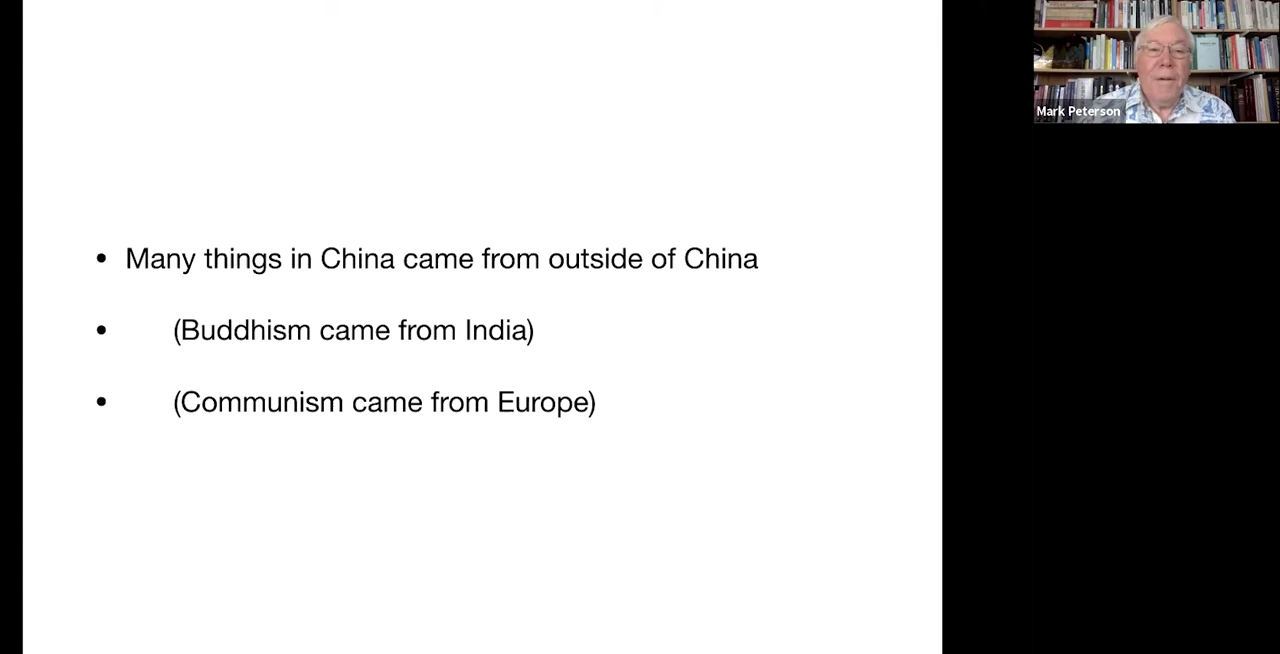 • Many things in China came from outside of China
• (Buddhism came from India)
• (Communism came from Europe)
Mark Peterson